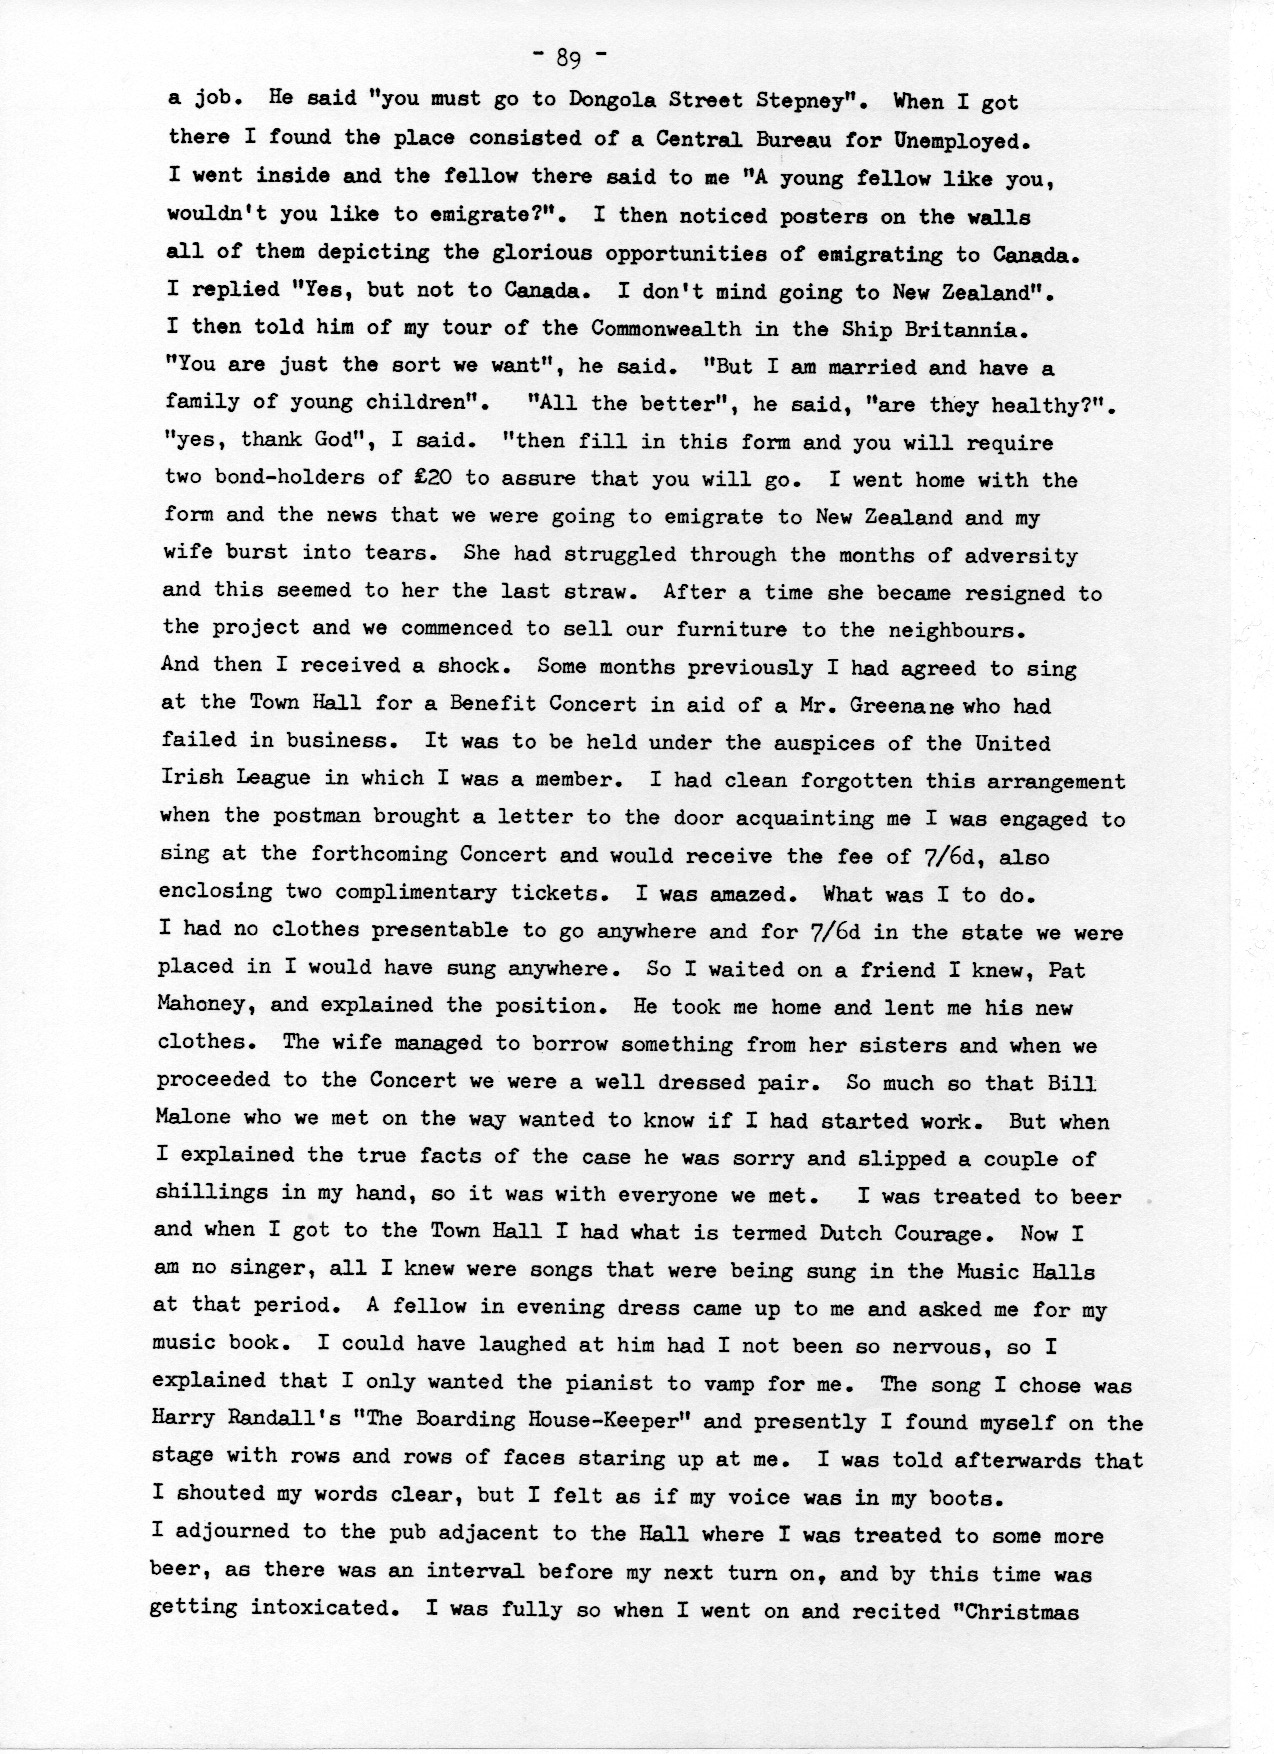 - 89 -
a job.  He said "you must go to Dongola Street Stepney".  When I got
there I found the place consisted of a Central Bureau for Unemployed.
I went inside and the fellow there said to me "A young fellow like you,
wouldn't you like to emigrate?".  I then noticed posters on the walls
all of them depicting the glorious opportunities of emigrating to Canada.
I replied "Yes, but not to Canada.  I don't mind going to New Zealand".
I then told him of my tour of the Commonwealth in the Ship Britannia.
"You are just the sort we want", he said.  "But I am married and have a
family of young children".  "All the better", he said, "are they healthy?".
"yes, thank God", I said.  "then fill in this form and you will require
two bond-holders of £20 to assure that you will go.  I went home with the
form and the news that we were going to emigrate to New Zealand and my
wife burst into tears.  She had struggled through the months of adversity
and this seemed to her the last straw.  After a time she became resigned to
the project and we commenced to sell our furniture to the neighbours.
And then I received a shock.  Some months previously I had agreed to sing
at the Town Hall for a Benefit Concert in aid of a Mr. Greenane who had
failed in business.  It was to be held under the auspices of the United
Irish League in which I was a member.  I had clean forgotten this arrangement
when the postman brought a letter to the door acquainting me I was engaged to
sing at the forthcoming Concert and would receive the fee of 7/6d, also
enclosing two complimentary tickets.  I was amazed.  What was I to do.
I had no clothes presentable to go anywhere and for 7/6d in the state we were
placed in I would have sung anywhere.  So I waited on a friend I knew, Pat
Mahoney, and explained the position.  He took me home and lent me his new
clothes.  The wife managed to borrow something from her sisters and when we
proceeded to the Concert we were a well dressed pair.  So much so that Bill
Malone who we met on the way wanted to know if I had started work.  But when
I explained the true facts of the case he was sorry and slipped a couple of
shillings in my hand, so it was with everyone we met.  I was treated to beer
and when I got to the Town Hall I had what is termed Dutch Courage.  Now I
am no singer, all I knew were songs that were being sung in the Music Halls
at that period.  A fellow in evening dress came up to me and asked me for my
music book.  I could have laughed at him had I not been so nervous, so I
explained that I only wanted the pianist to vamp for me.  The song I chose was
Harry Randall's "The Boarding House-Keeper" and presently I found myself on the
stage with rows and rows of faces staring up at me.  I was told afterwards that
I shouted my words clear, but I felt as if my voice was in my boots.
I adjourned to the pub adjacent to the Hall where I was treated to some more
beer, as there was an interval before my next turn on, and by this time was
getting intoxicated.  I was fully so when I went on and recited "Christmas